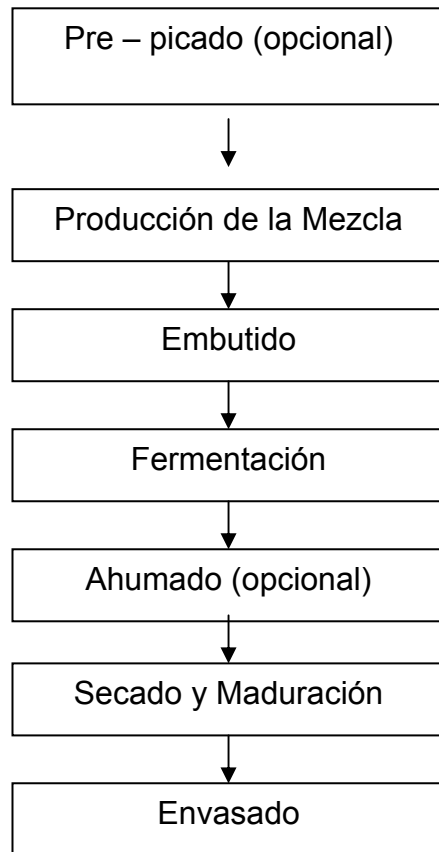 Pre – picado (opcional)
Producción de la Mezcla
Embutido
Fermentación
Ahumado (opcional)
Secado y Maduración
Envasado